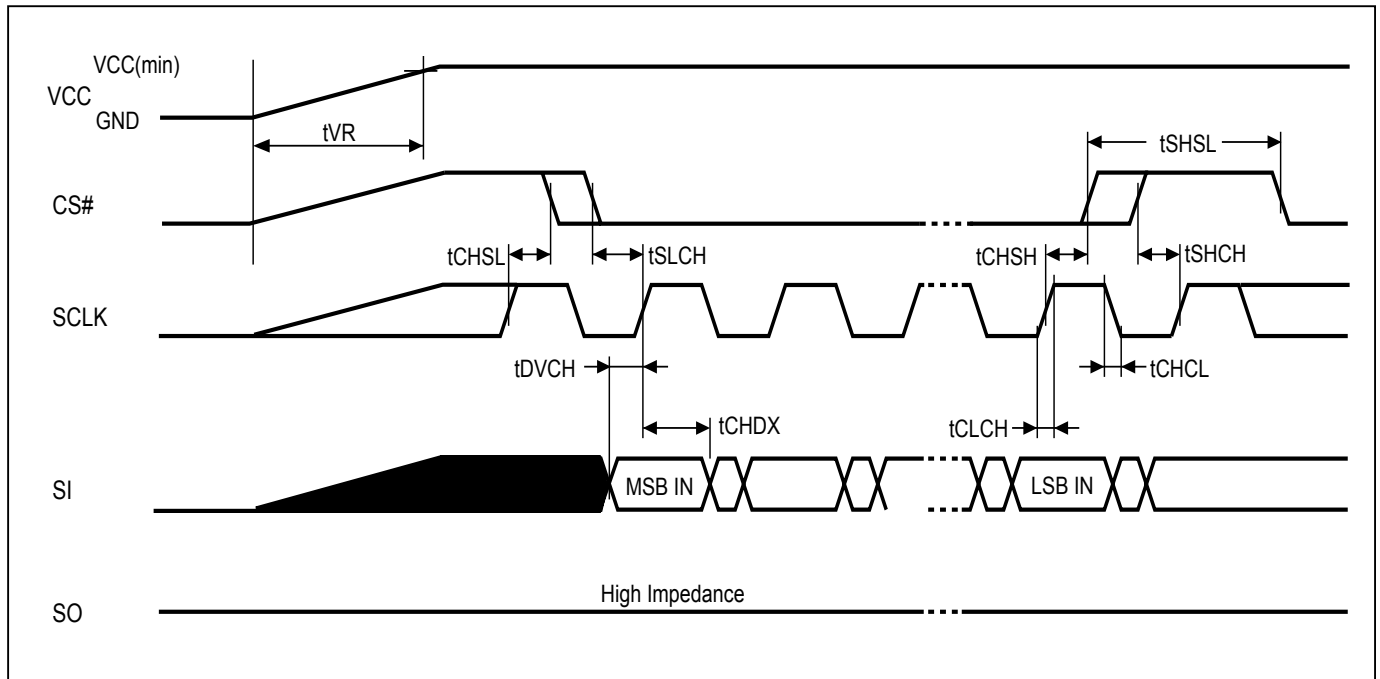 VCC(min)
VCC
GND
tVR
tSHSL
CS#
tCHSL
tSLCH
tCHSH
tSHCH
SCLK
tDVCH
tCHCL
tCHDX
tCLCH
SI
MSB IN
LSB IN
High Impedance
SO